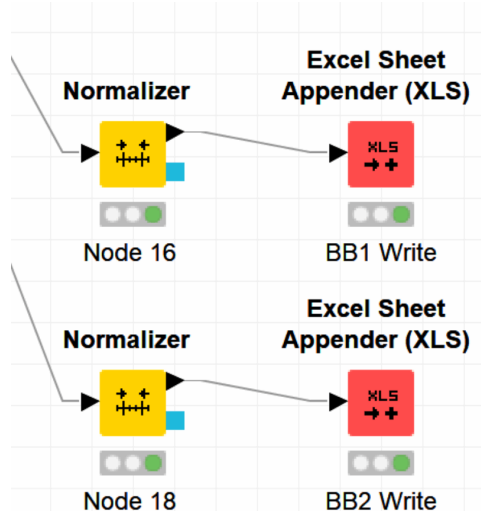 Normalizer
Excel Sheet
Appender (XLS)
XLS
Node 16
BB1 Write
Normalizer
Excel Sheet
Appender (XLS)
XLS
Node 18
BB2 Write